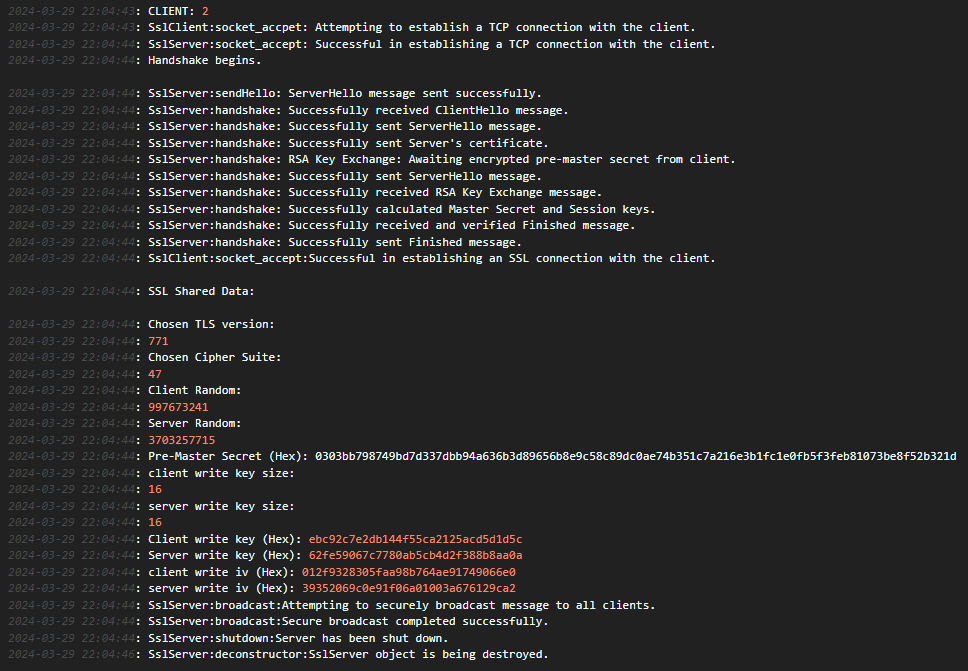 2024-03-29 22:04:43: CLIENT: 2
2024-03-29 22:04:43: SslClient:socket_accpet: Attempting to establish a TCP connection with the client.
2024-03-29 22:04:44: SslServer:socket_accept: Successful in establishing a TCP connection with the client.
2024-03-29 22:04:44: Handshake begins.
2024-03-29 22:04:44: SslServer:sendHello: ServerHello message sent successfully.
2024-03-29 22:04:44: SslServer:handshake: Successfully received ClientHello message.
2024-03-29 22:04:44: SslServer:handshake: Successfully sent ServerHello message.
2024-03-29 22:04:44: SslServer:handshake: Successfully sent Server's certificate.
2024-03-29 22:04:44: SslServer:handshake: RSA Key Exchange: Awaiting encrypted pre-master secret from client.
2024-03-29 22:04:44: SslServer:handshake: Successfully sent ServerHello message.
2024-03-29 22:04:44: SslServer:handshake: Successfully received RSA Key Exchange message.
2024-03-29 22:04:44: SslServer:handshake: Successfully calculated Master Secret and Session keys.
2024-03-29 22:04:44: SslServer:handshake: Successfully received and verified Finished message.
2024-03-29 22:04:44: SslServer:handshake: Successfully sent Finished message.
2024-03-29 22:04:44: SslClient:socket_accept:Successful in establishing an SSL connection with the client.
2024-03-29 22:04:44: SSL Shared Data:
2024-03-29 22:04:44: Chosen TLS version:
2024-03-29 22:04:44: 771
2024-03-29 22:04:44: Chosen Cipher Suite:
2024-03-29 22:04:44: 47
2024-03-29 22:04:44: Client Random:
2024-03-29 22:04:44: 997673241
2024-03-29 22:04:44: Server Random:
2024-03-29 22:04:44: 3703257715
2024-03-29 22:04:44: Pre-Master Secret (Hex): 0303bb798749bd7d337dbb94a636b3d89656b8e9c58c89dc0ae74b351c7a216e3b1fc1e0fb5f3feb81073be8f52b321d
2024-03-29 22:04:44: client write key size:
2024-03-29 22:04:44: 16
2024-03-29 22:04:44: server write key size:
2024-03-29 22:04:44: 16
2024-03-29 22:04:44: Client write key (Hex): ebc92c7e2db144f55ca2125acd5d1d5c
2024-03-29 22:04:44: Server write key (Hex): 62fe59067c7780ab5cb4d2f388b8aa0a
2024-03-29 22:04:44: client write iv (Hex): 012f9328305faa98b764ae91749066e0
2024-03-29 22:04:44: server write iv (Hex): 39352069c0e91f06a01003a676129ca2
2024-03-29 22:04:44: SslServer:broadcast:Attempting to securely broadcast message to all clients.
2024-03-29 22:04:44: SslServer:broadcast:Secure broadcast completed successfully.
2024-03-29 22:04:44: SslServer:shutdown:Server has been shut down.
2024-03-29 22:04:46: SslServer:deconstructor:SslServer object is being destroyed.